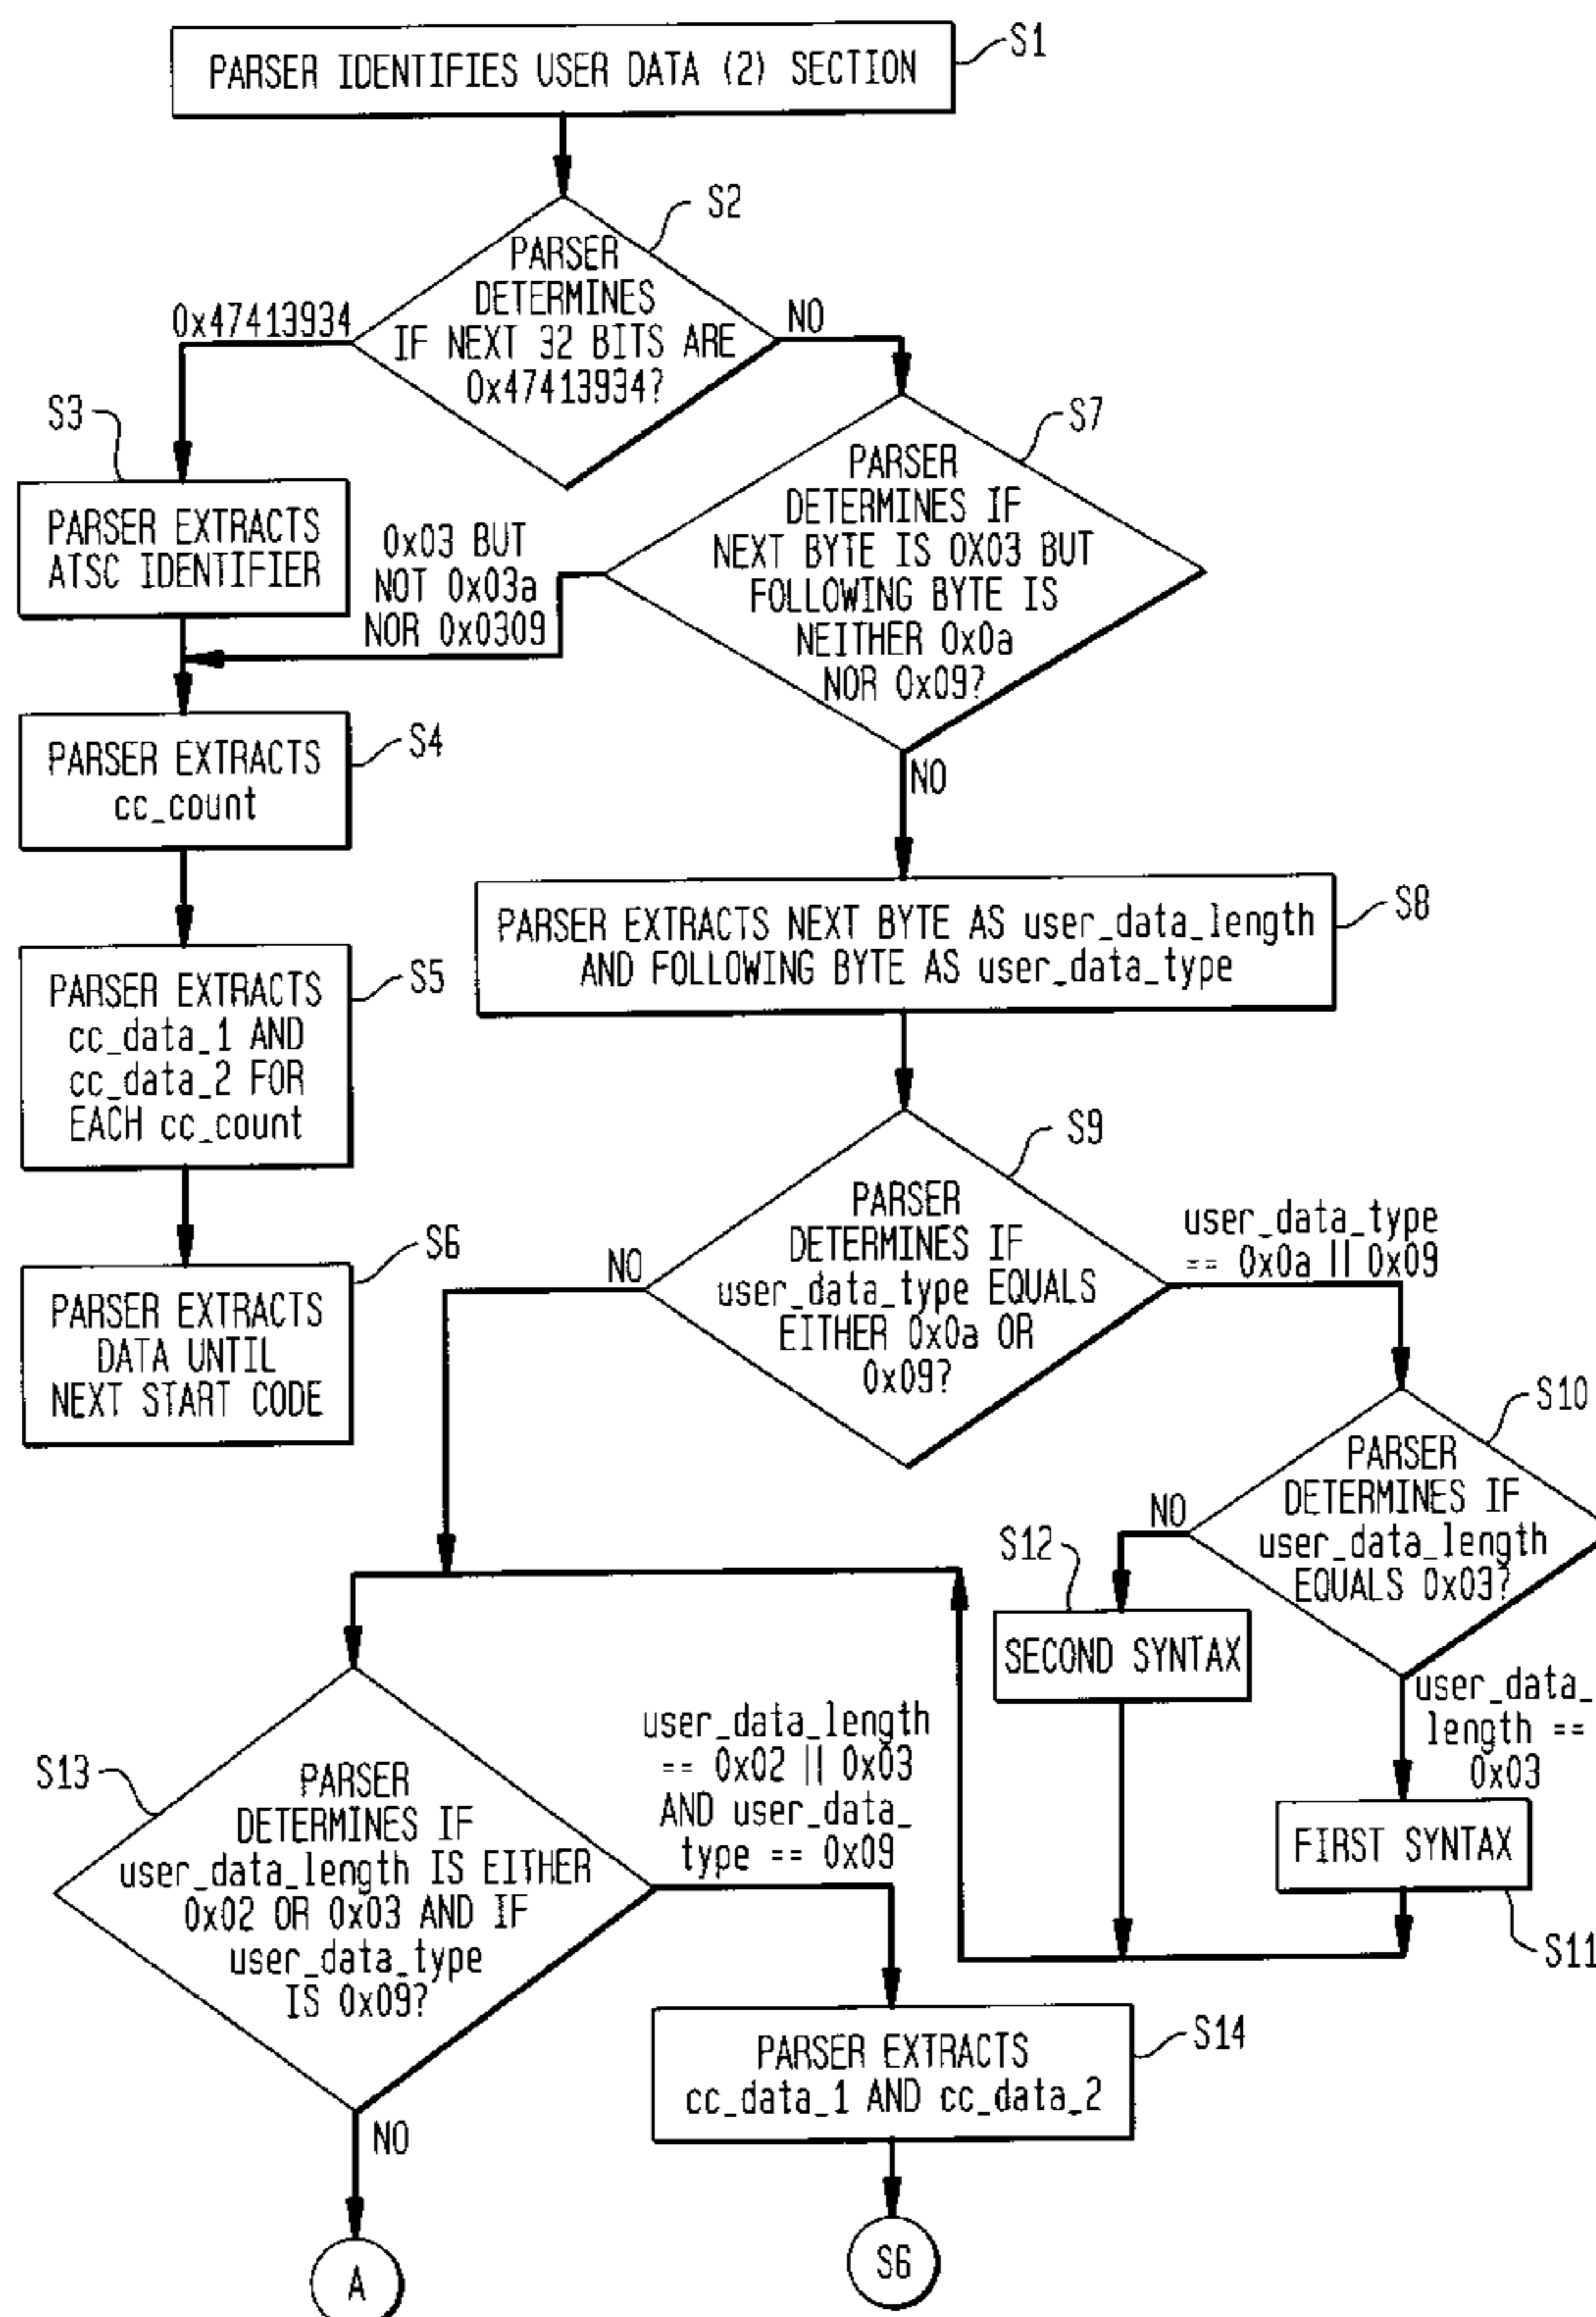 PARSER IDENTIFIES USER DATA (2) SECTION
S1
PARSER
DETERMINES
IF NEXT 32 BITS ARE
0x47413934?
S2
0x47413934
NO
S3
PARSER EXTRACTS
ATSC IDENTIFIER
0x03 BUT
NOT 0x03a
NOR 0x0309
PARSER
DETERMINES IF
NEXT BYTE IS 0X03 BUT
FOLLOWING BYTE IS
NEITHER 0x0a
NOR 0x09?
S7
NO
PARSER EXTRACTS
cc_count
S4
PARSER EXTRACTS NEXT BYTE AS user_data_length
AND FOLLOWING BYTE AS user_data_type
S8
PARSER EXTRACTS
cc_data_1 AND
cc_data_2 FOR
EACH cc_count
S5
PARSER EXTRACTS
DATA UNTIL
NEXT START CODE
S6
PARSER
DETERMINES IF
user_data_type EQUALS
EITHER 0x0a OR
0x09?
S9
NO
user_data_type
== 0x0a || 0x09
PARSER
DETERMINES IF
user_data_length
EQUALS 0x03?
S10
NO
S12
SECOND SYNTAX
user_data_
length ==
0x03
FIRST SYNTAX
S11
S13
PARSER
DETERMINES IF
user_data_length IS EITHER
0x02 OR 0x03 AND IF
user_data_type
IS 0x09?
user_data_length
== 0x02 || 0x03
AND user_data_
type == 0x09
PARSER EXTRACTS
cc_data_1 AND cc_data_2
S14
NO
A
S6